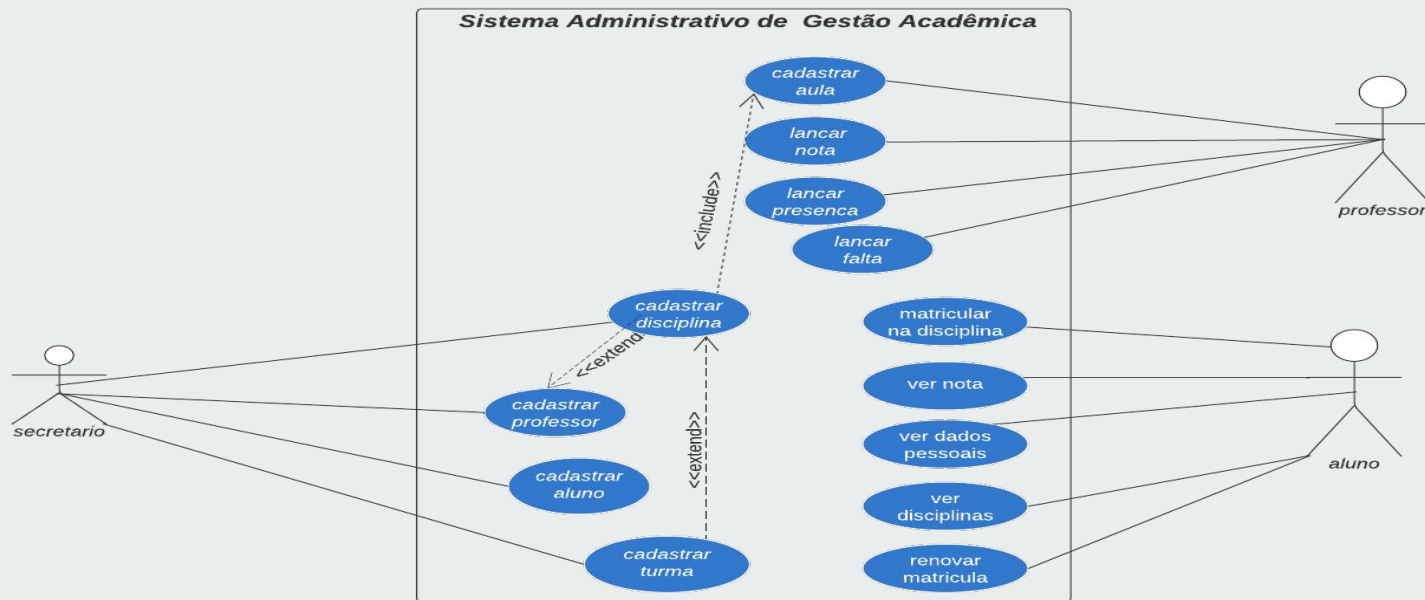 Sistema Administrativo de Gestão Acadêmica
cadastrar
aula
lancar
nota
lancar
presenca
lancar
falta
professor
<<include>>
cadastrar
disciplina
<<extend>>
matricular
na disciplina
ver nota
cadastrar
professor
secretario
<<extend>>
ver dados
pessoais
aluno
cadastrar
aluno
ver
disciplinas
cadastrar
turma
renovar
matricula